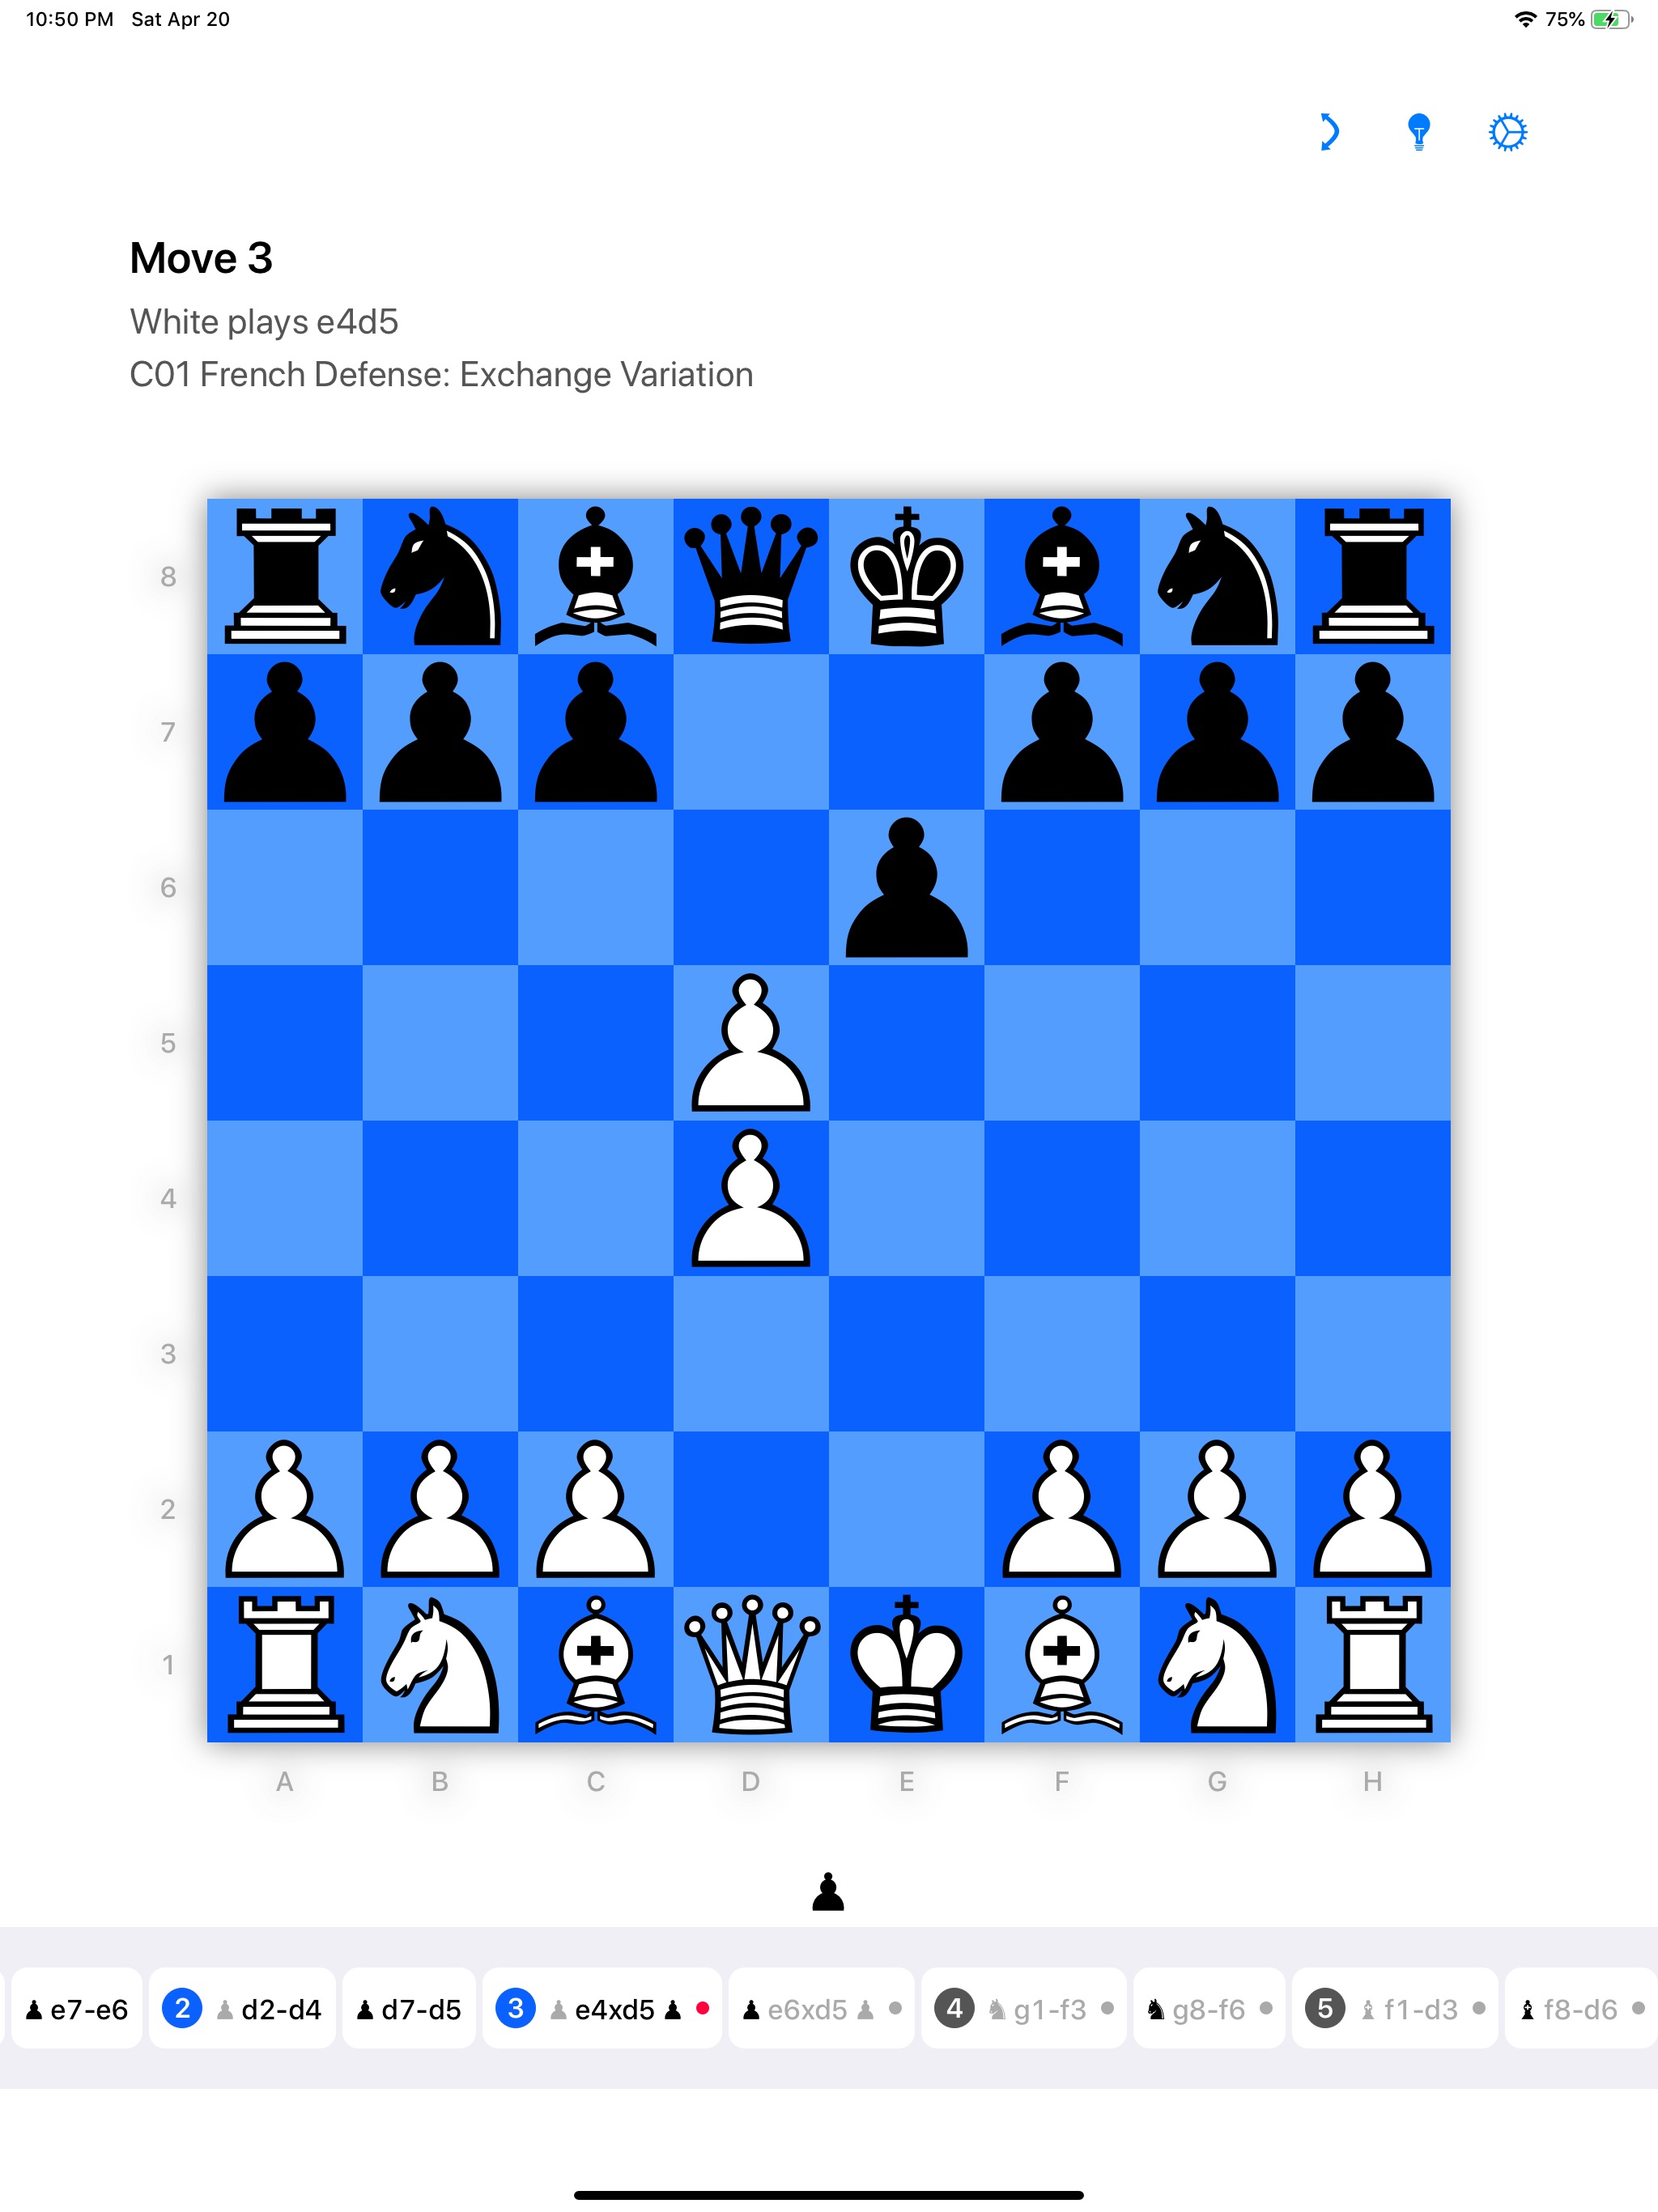 10:50 PM Sat Apr 20 75%
Move 3
White plays e4d5
C01 French Defense: Exchange Variation
8
7
6
5
4
3
2
1
A B C D E F G H
e7-e6 2 d2-d4 d7-d5 3 e4xd5 e6xd5 4 g1-f3 g8-f6 5 f1-d3 f8-d6